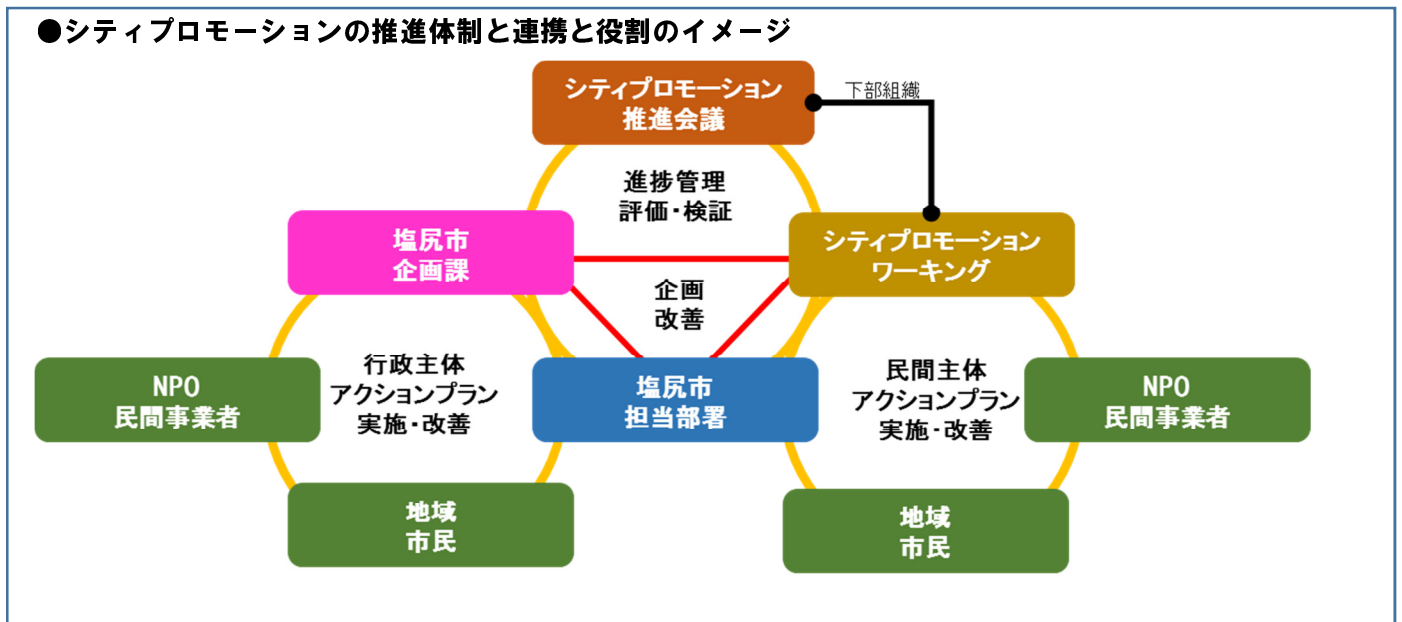 ●シティプロモーションの推進体制と連携と役割のイメージ
シティプロモーション
推進会議
下部組織
進捗管理
評価・検証
塩尻市
企画課
シティプロモーション
ワーキング
企画
改善
NPO
民間事業者
行政主体
アクションプラン
実施・改善
塩尻市
担当部署
民間主体
アクションプラン
実施・改善
NPO
民間事業者
地域
市民
地域
市民